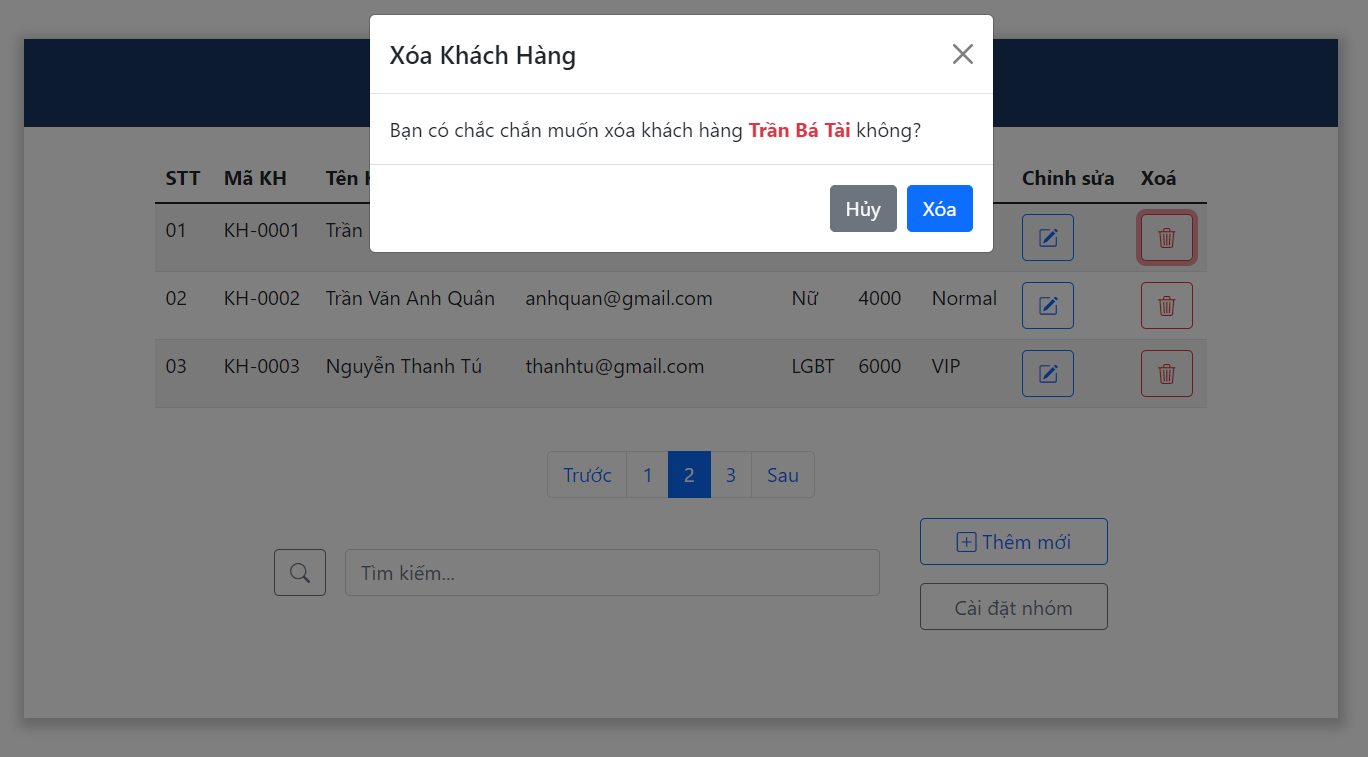 Xóa Khách Hàng
Bạn có chắc chắn muốn xóa khách hàng Trần Bá Tài không?
Hủy Xóa
STT Mã KH Tên Chỉnh sửa Xoá
01 KH-0001 Trần
02 KH-0002 Trần Văn Anh Quân anhquan@gmail.com Nữ 4000 Normal
03 KH-0003 Nguyễn Thanh Tú thanhtu@gmail.com LGBT 6000 VIP
Trước 1 2 3 Sau
Thêm mới
Tìm kiếm...
Cài đặt nhóm